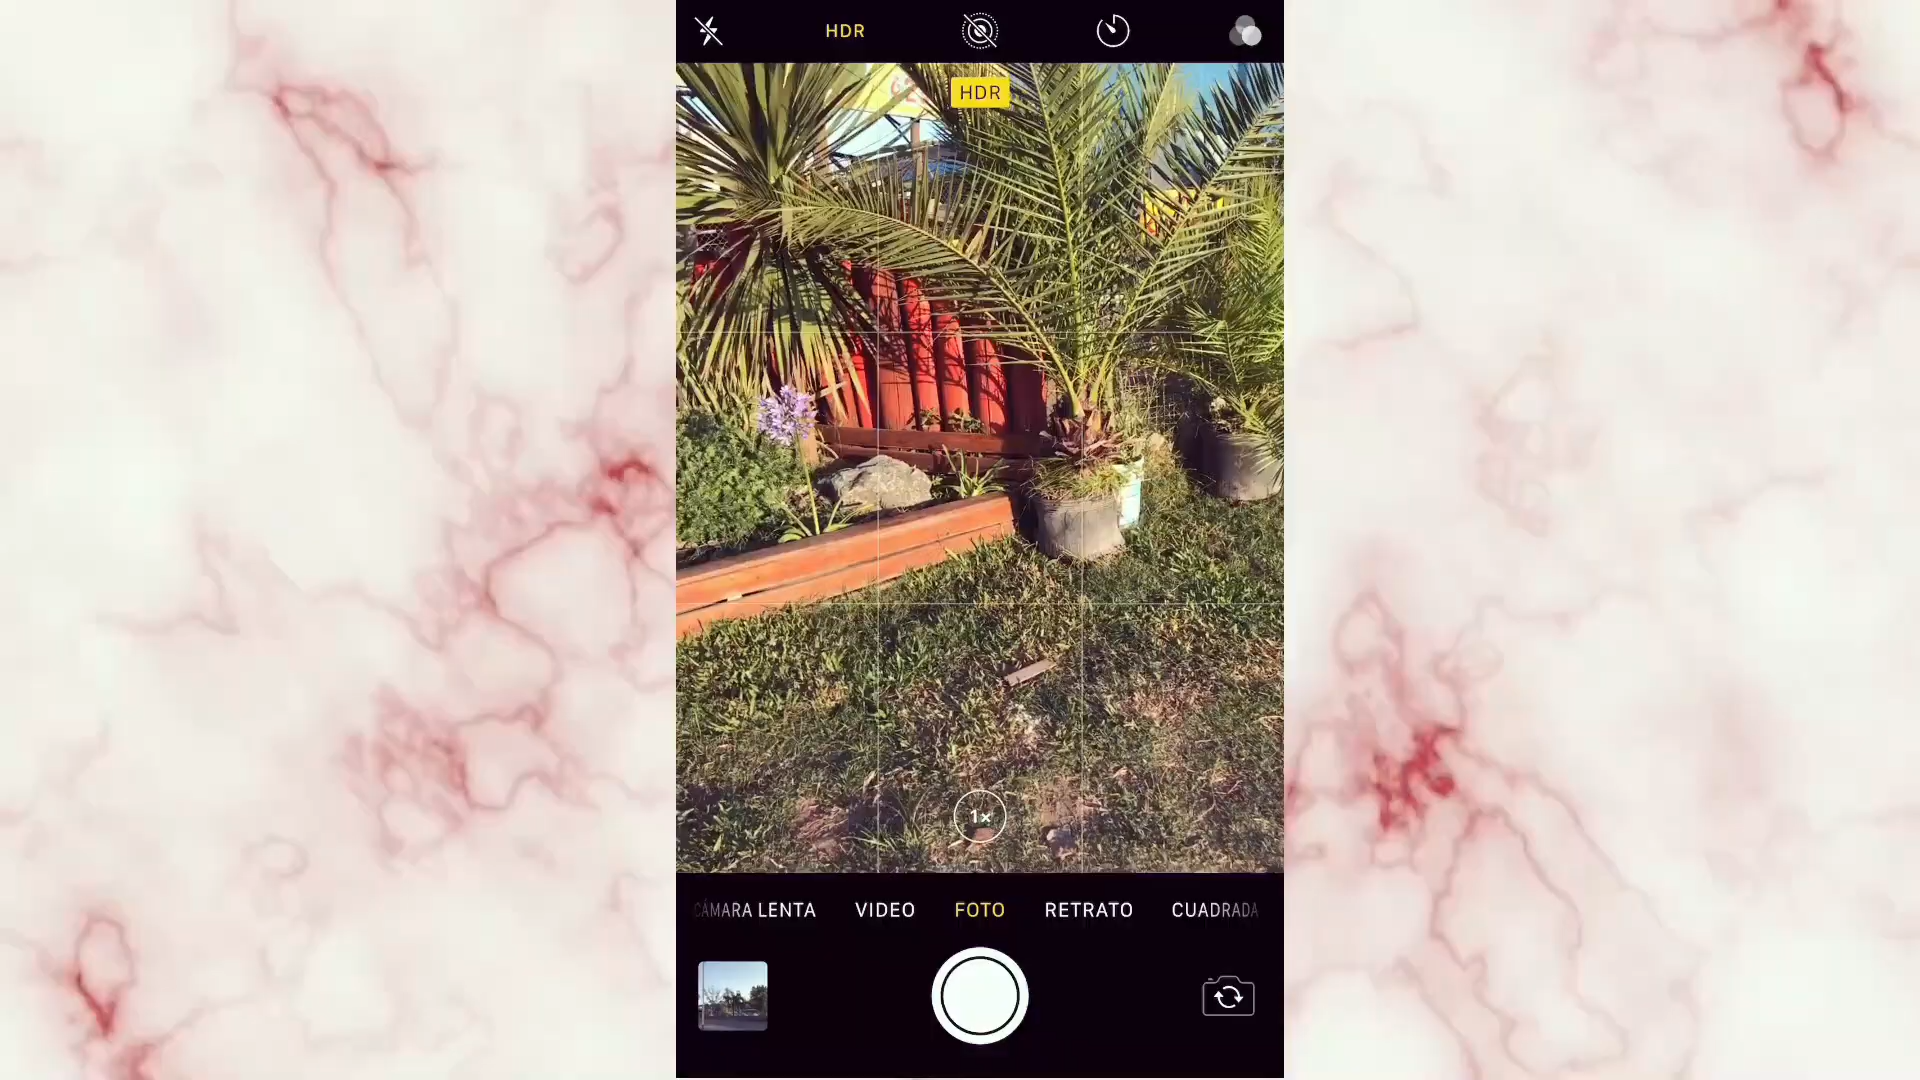 HDR
HDR
1×
CÁMARA LENTA VIDEO FOTO RETRATO CUADRADA